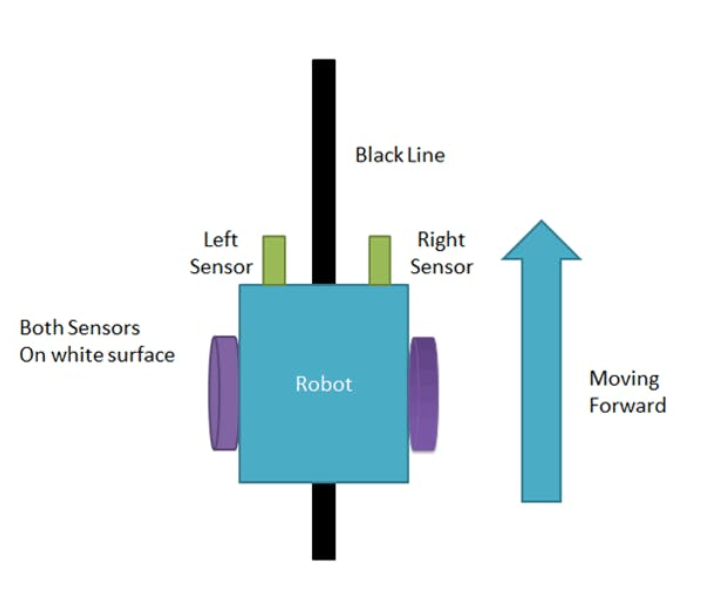 Black Line
Left
Sensor
Right
Sensor
Both Sensors
On white surface
Robot
Moving
Forward